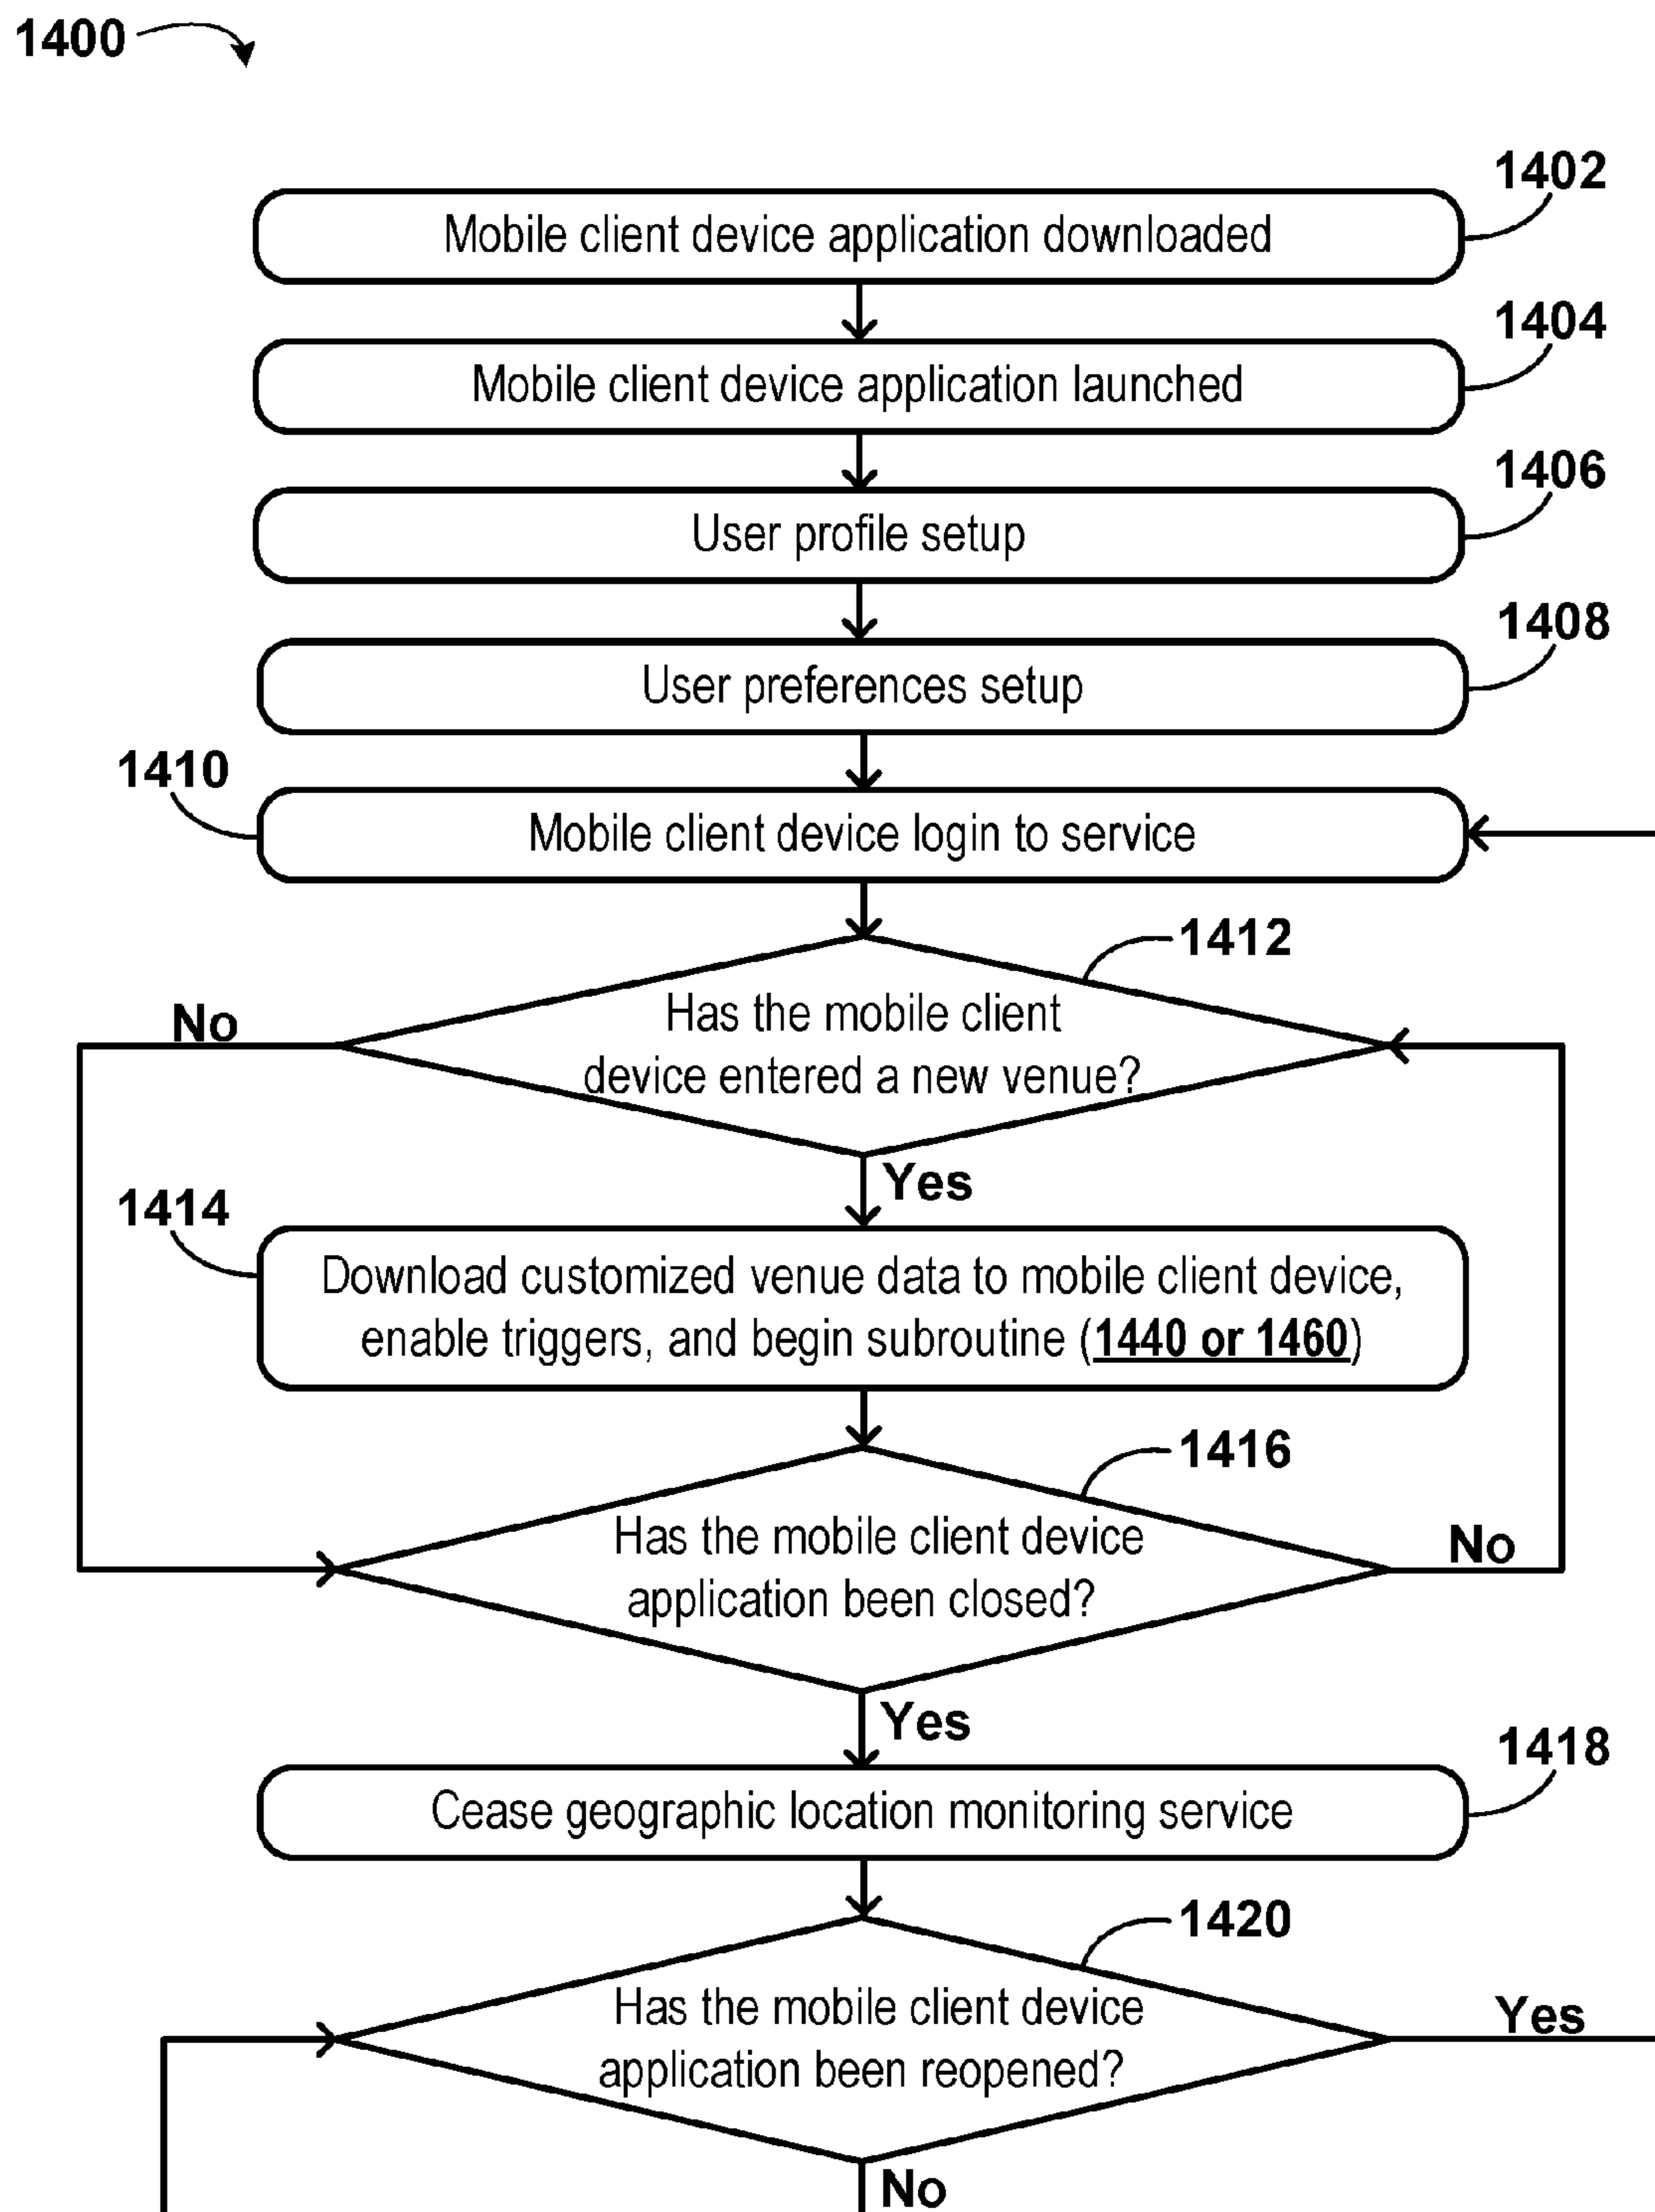 1400
1402
Mobile client device application downloaded
1404
Mobile client device application launched
1406
User profile setup
1408
User preferences setup
1410
Mobile client device login to service
1412
Has the mobile client
device entered a new venue?
No
Yes
1414
Download customized venue data to mobile client device,
enable triggers, and begin subroutine (1440 or 1460)
1416
Has the mobile client device
application been closed?
No
Yes
1418
Cease geographic location monitoring service
1420
Has the mobile client device
application been reopened?
Yes
No